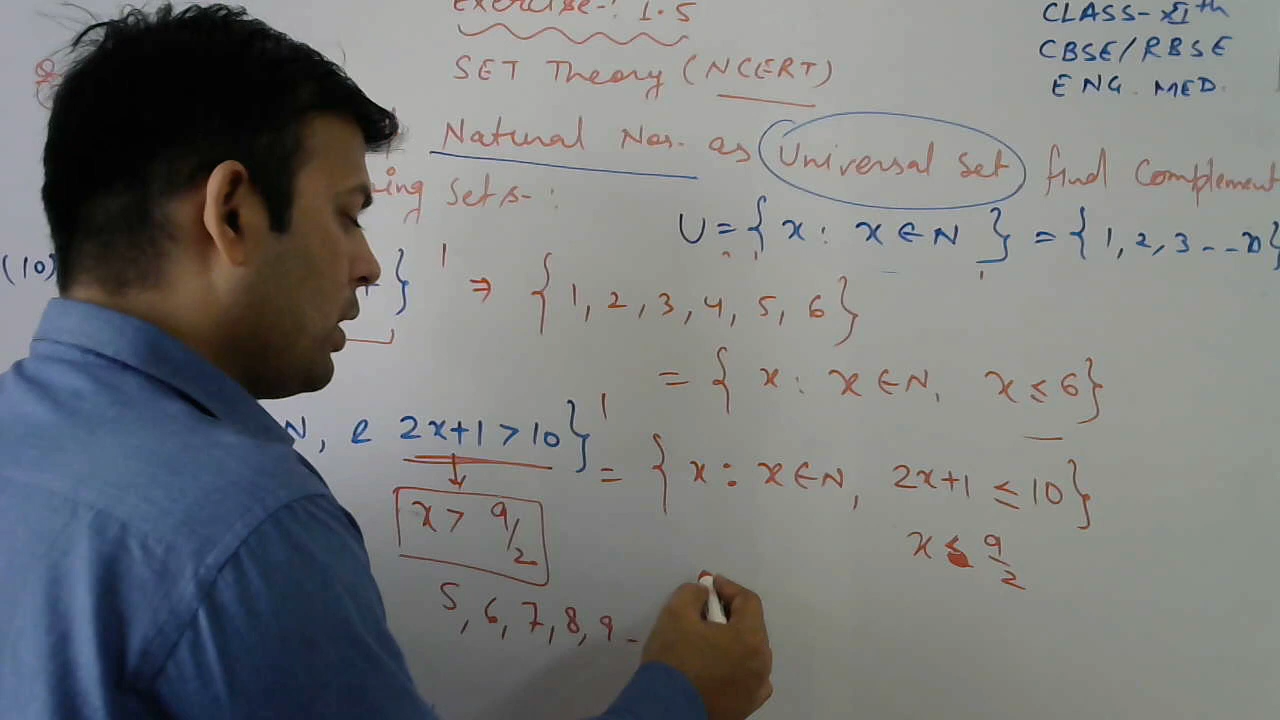 Exercise-: 1.5
CLASS-XIth
CBSE/RBSE
ENG. MED.
SET Theory (NCERT)
Natural Nos. as Universal Set find Complement
ing Sets-:
U = { x : x ∈ N } = { 1, 2, 3 - - - n}
(10)
}' ⇒ { 1, 2, 3, 4, 5, 6 }
= { x : x ∈ N, x ≤ 6}
N, & 2x+1 > 10 }' = { x : x ∈ N, 2x+1 ≤ 10}
x > 9/2
x ≤ 9/2
5, 6, 7, 8, 9 -